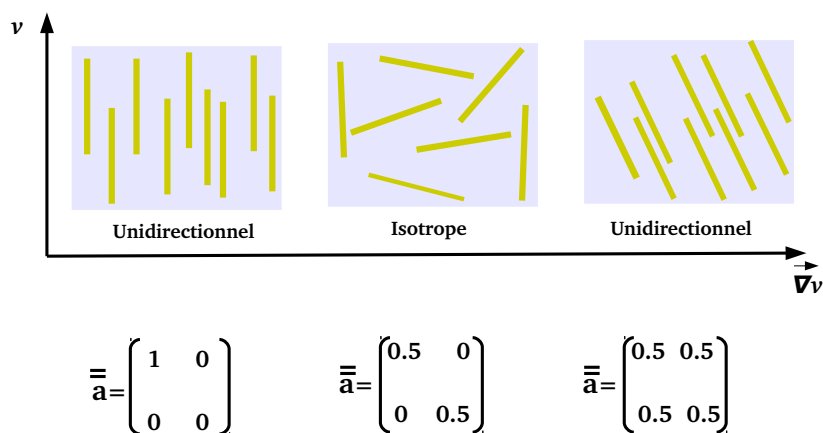 v
Unidirectionnel
Isotrope
Unidirectionnel
∇v
a= 1 0
0 0
a= 0.5 0
0 0.5
a= 0.5 0.5
0.5 0.5